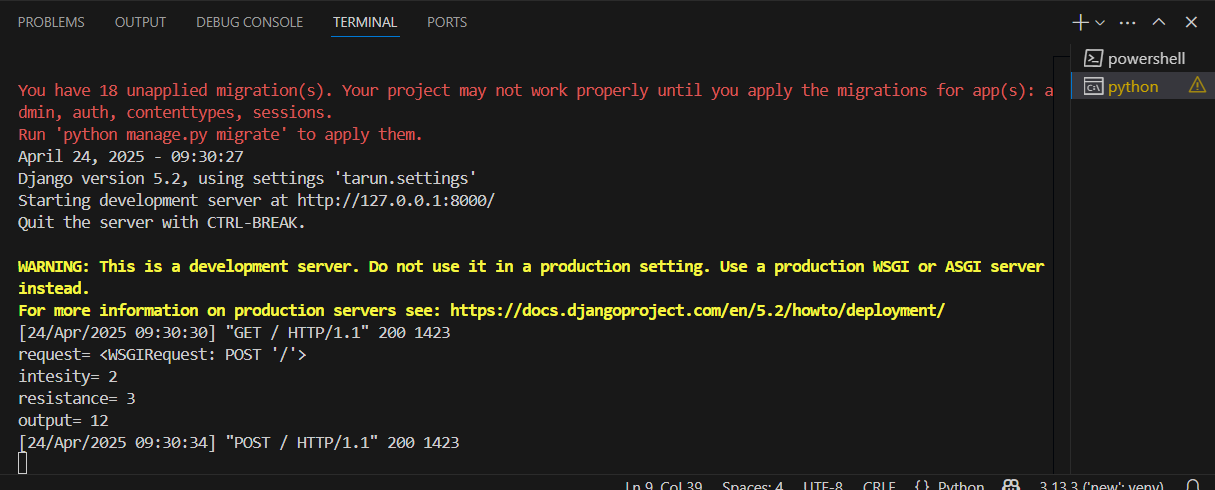 PROBLEMS OUTPUT DEBUG CONSOLE TERMINAL PORTS
powershell
python
You have 18 unapplied migration(s). Your project may not work properly until you apply the migrations for app(s): a
dmin, auth, contenttypes, sessions.
Run 'python manage.py migrate' to apply them.
April 24, 2025 - 09:30:27
Django version 5.2, using settings 'tarun.settings'
Starting development server at http://127.0.0.1:8000/
Quit the server with CTRL-BREAK.
WARNING: This is a development server. Do not use it in a production setting. Use a production WSGI or ASGI server
instead.
For more information on production servers see: https://docs.djangoproject.com/en/5.2/howto/deployment/
[24/Apr/2025 09:30:30] "GET / HTTP/1.1" 200 1423
request= <WSGIRequest: POST '/'>
intesity= 2
resistance= 3
output= 12
[24/Apr/2025 09:30:34] "POST / HTTP/1.1" 200 1423
Ln 9, Col 39 Spaces: 4 UTF-8 CRLF {} Python 3.13.3 ('new': venv)